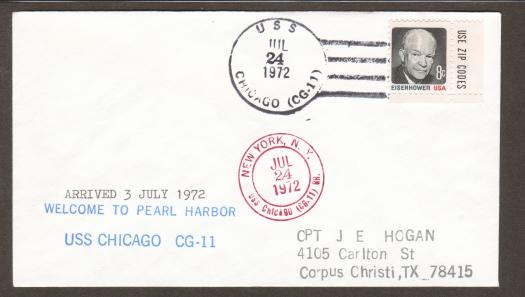 USS
JUL
24
1972
CHICAGO (CG-11)
8¢
EISENHOWER USA
USE ZIP CODES
NEW YORK, N.Y.
JUL
24
1972
USS CHICAGO (CG-11) BR.
ARRIVED 3 JULY 1972
WELCOME TO PEARL HARBOR
USS CHICAGO CG-11
CPT J E HOGAN
4105 Carlton St
Corpus Christi,TX 78415